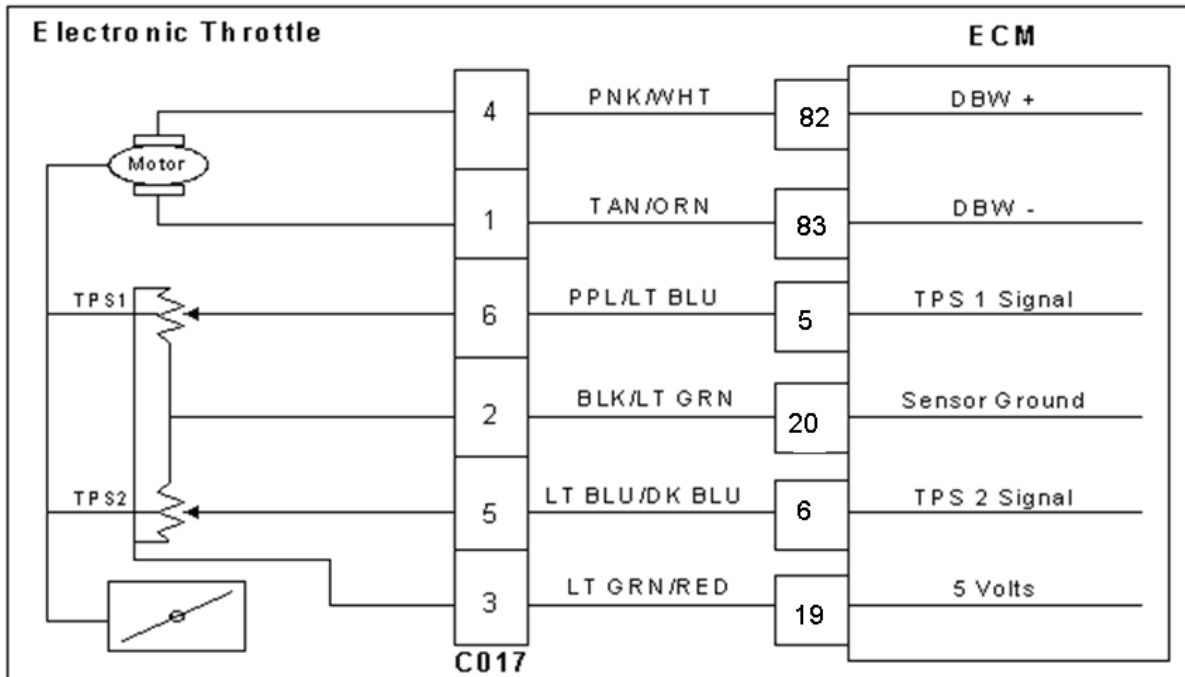 Electronic Throttle
ECM
4
PNK/WHT
82
DBW +
Motor
1
TAN/ORN
83
DBW -
TPS1
6
PPL/LT BLU
5
TPS 1 Signal
2
BLK/LT GRN
20
Sensor Ground
TPS2
5
LT BLU/DK BLU
6
TPS 2 Signal
3
LT GRN/RED
19
5 Volts
C017